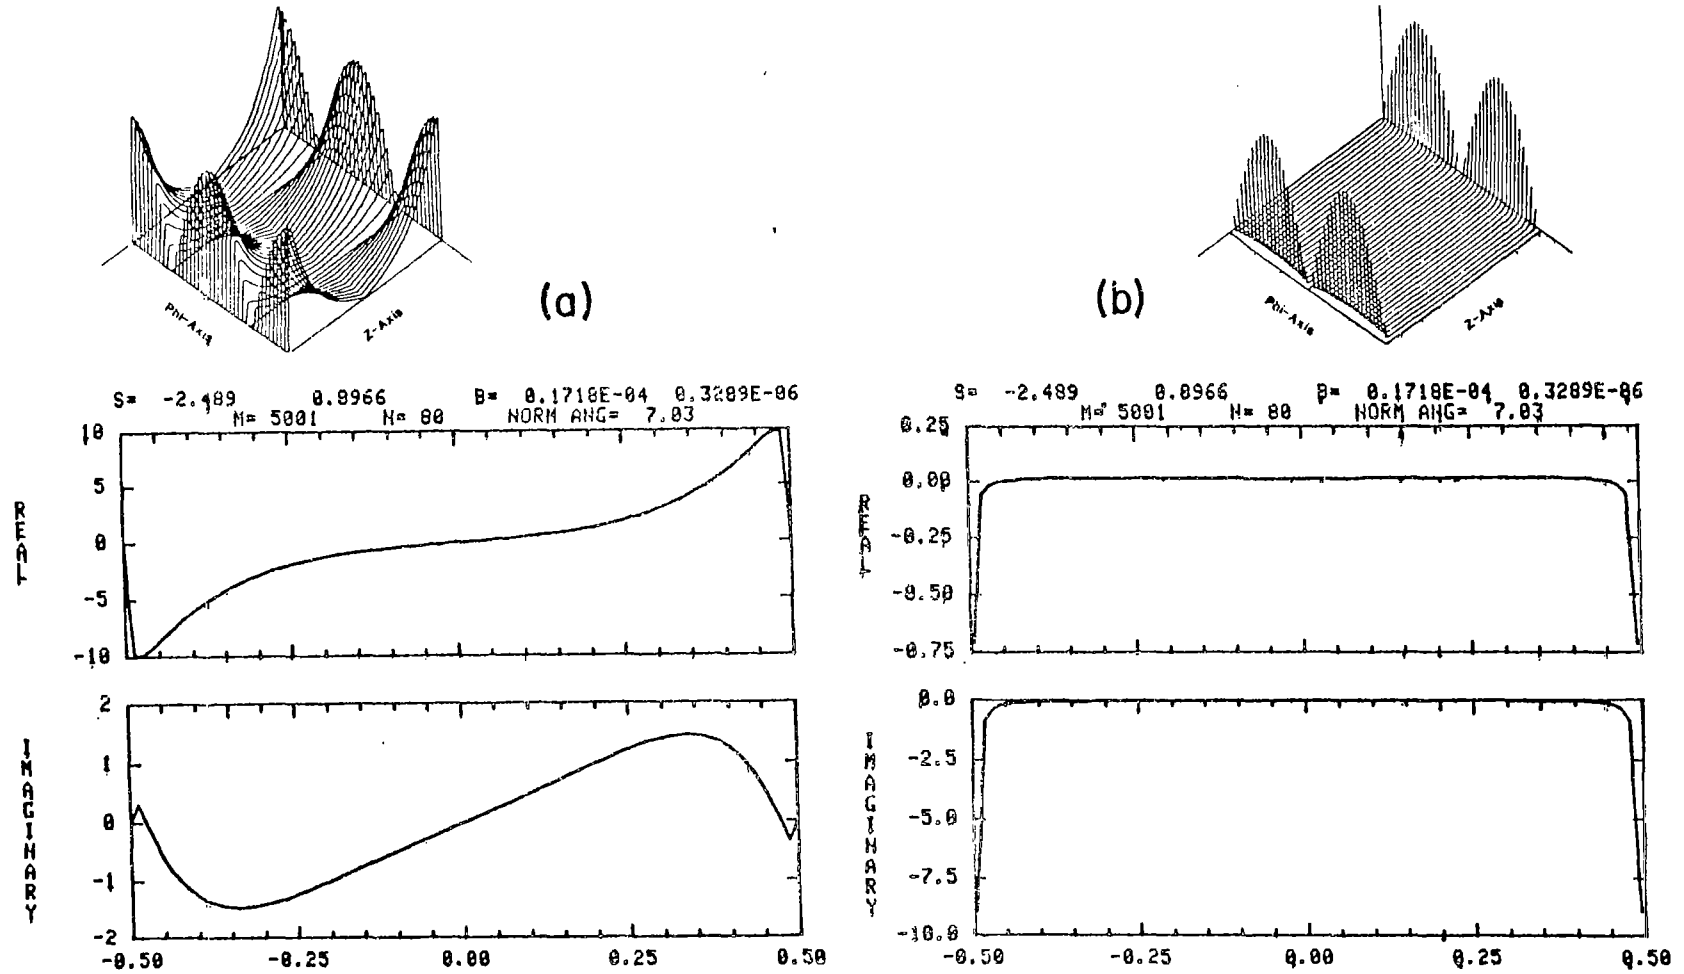 Phi-Axis
Z-Axis
(a)
S= -2.489 0.8966 B= 0.1718E-04 0.3289E-06
M= 5001 N= 80 NORM ANG= 7.03
10
5
0
-5
-10
REAL
2
1
0
-1
-2
IMAGINARY
-0.50 -0.25 0.00 0.25 0.50
Phi-Axis
Z-Axis
(b)
S= -2.489 0.8966 B= 0.1718E-04 0.3289E-06
M= 5001 N= 80 NORM ANG= 7.03
0.25
0.00
-0.25
-0.50
-0.75
REAL
0.0
-2.5
-5.0
-7.5
-10.0
IMAGINARY
-0.50 -0.25 0.00 0.25 0.50